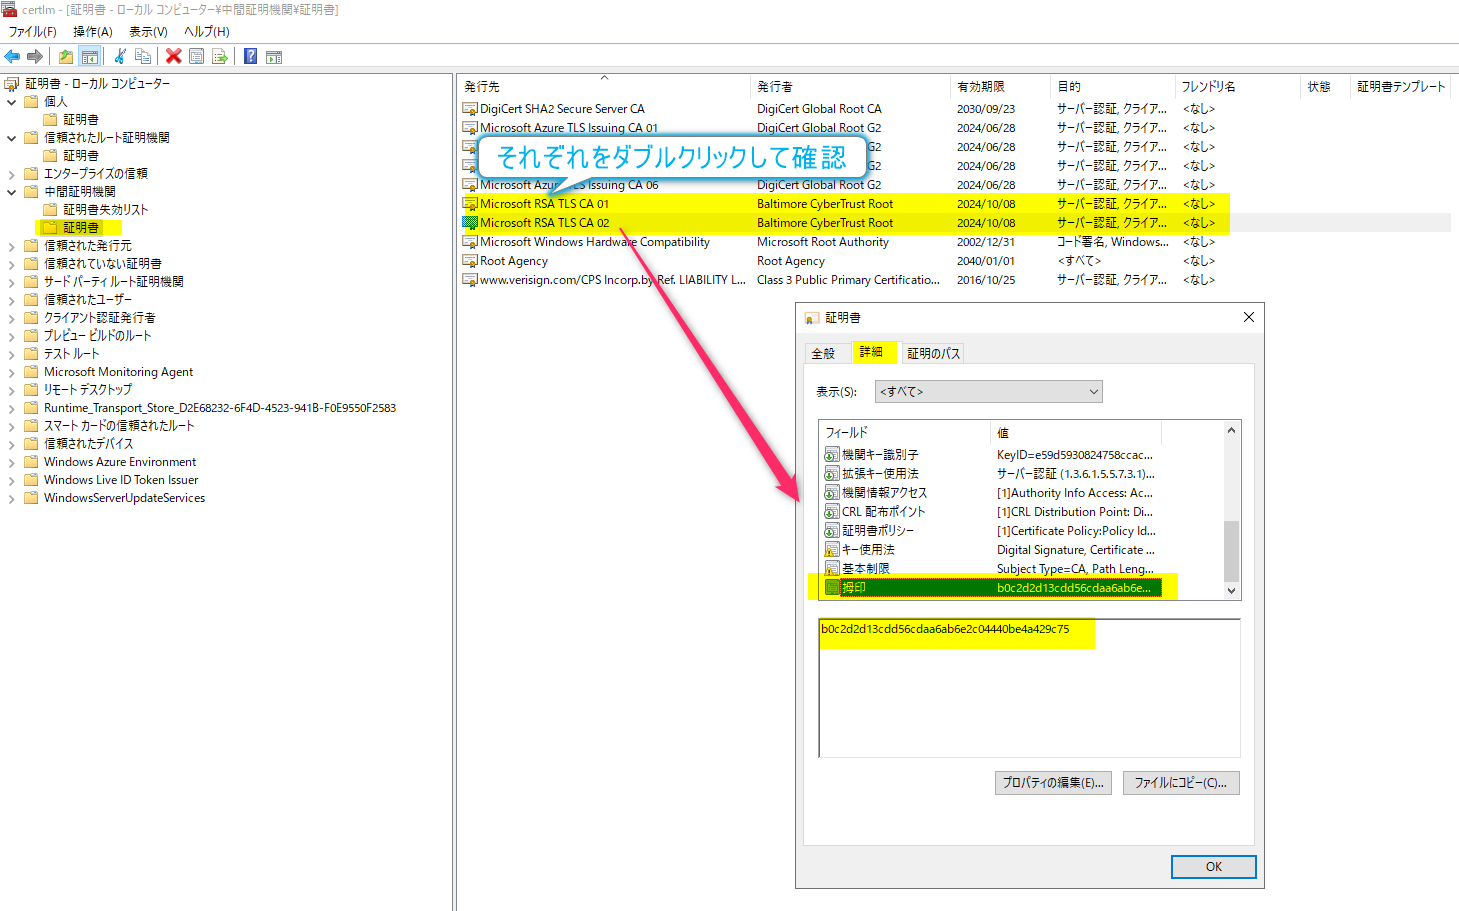 certlm - [証明書 - ローカル コンピューター¥中間証明機関¥証明書]
ファイル(F) 操作(A) 表示(V) ヘルプ(H)
証明書 - ローカル コンピューター
個人
証明書
信頼されたルート証明機関
証明書
エンタープライズの信頼
中間証明機関
証明書失効リスト
証明書
信頼された発行元
信頼されていない証明書
サード パーティ ルート証明機関
信頼されたユーザー
クライアント認証発行者
プレビュー ビルドのルート
テスト ルート
Microsoft Monitoring Agent
リモート デスクトップ
Runtime_Transport_Store_D2E68232-6F4D-4523-941B-F0E9550F2583
スマート カードの信頼されたルート
信頼されたデバイス
Windows Azure Environment
Windows Live ID Token Issuer
WindowsServerUpdateServices
発行先 発行者 有効期限 目的 フレンドリ名 状態 証明書テンプレート
DigiCert SHA2 Secure Server CA DigiCert Global Root CA 2030/09/23 サーバー認証, クライア... <なし>
Microsoft Azure TLS Issuing CA 01 DigiCert Global Root G2 2024/06/28 サーバー認証, クライア... <なし>
G2 2024/06/28 サーバー認証, クライア... <なし>
それぞれをダブルクリックして確認
G2 2024/06/28 サーバー認証, クライア... <なし>
Microsoft Azure TLS Issuing CA 06 DigiCert Global Root G2 2024/06/28 サーバー認証, クライア... <なし>
Microsoft RSA TLS CA 01 Baltimore CyberTrust Root 2024/10/08 サーバー認証, クライア... <なし>
Microsoft RSA TLS CA 02 Baltimore CyberTrust Root 2024/10/08 サーバー認証, クライア... <なし>
Microsoft Windows Hardware Compatibility Microsoft Root Authority 2002/12/31 コード署名, Windows... <なし>
Root Agency Root Agency 2040/01/01 <すべて> <なし>
www.verisign.com/CPS Incorp.by Ref. LIABILITY L... Class 3 Public Primary Certificatio... 2016/10/25 サーバー認証, クライア... <なし>
証明書
全般 詳細 証明のパス
表示(S): <すべて>
フィールド 値
機関キー識別子 KeyID=e59d5930824758ccac...
拡張キー使用法 サーバー認証 (1.3.6.1.5.5.7.3.1)...
機関情報アクセス [1]Authority Info Access: Ac...
CRL 配布ポイント [1]CRL Distribution Point: Di...
証明書ポリシー [1]Certificate Policy:Policy Id...
キー使用法 Digital Signature, Certificate ...
基本制限 Subject Type=CA, Path Leng...
拇印 b0c2d2d13cdd56cdaa6ab6e...
b0c2d2d13cdd56cdaa6ab6e2c04440be4a429c75
プロパティの編集(E)... ファイルにコピー(C)...
OK